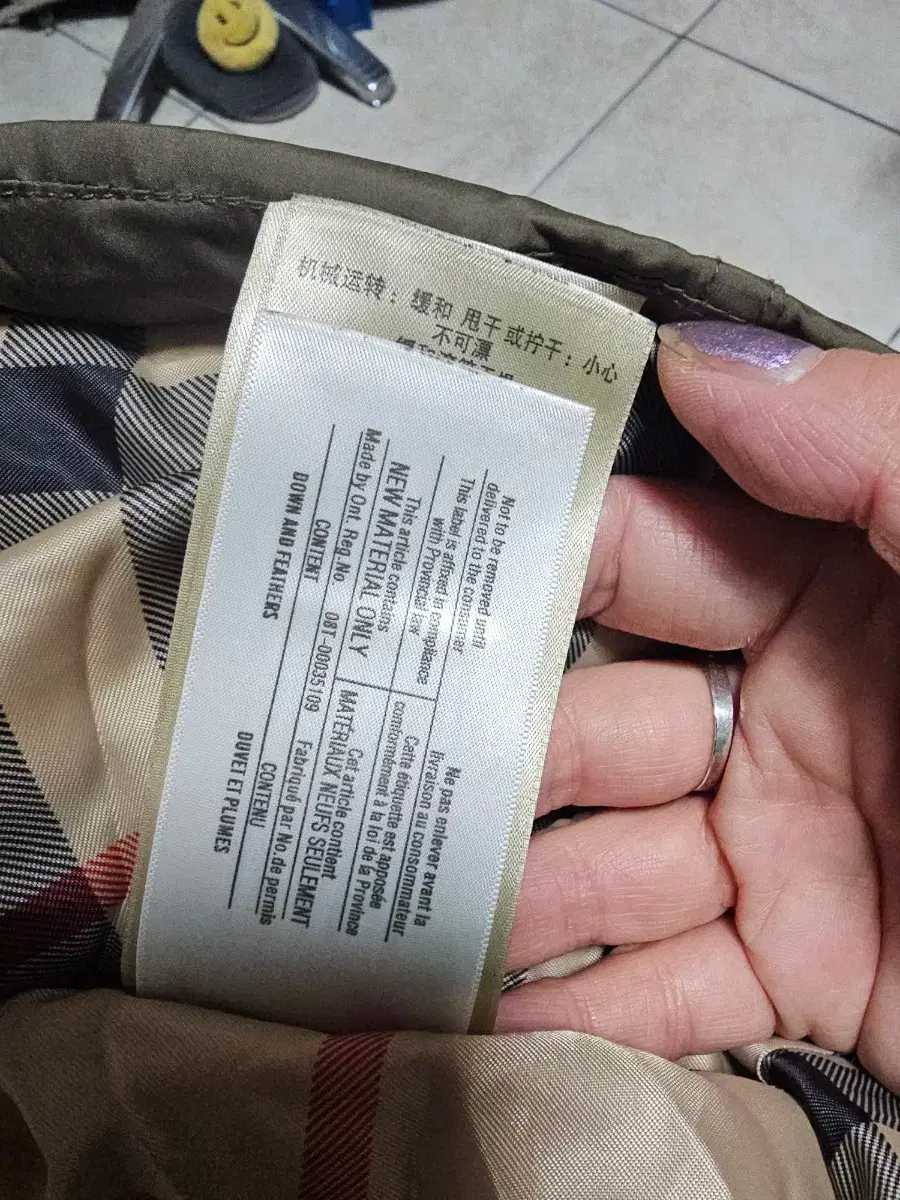 机械运转：缓和 甩干或拧干：小心
不可漂
Not to be removed until
delivered to the consumer
This label is affixed in compliance
with Provincial law
This article contains
NEW MATERIAL ONLY
Made by Ont. Reg No 08T-00035109
CONTENT
DOWN AND FEATHERS
Ne pas enlever avant la
livraison au consommateur
Cette étiquette est apposée
conformément à la loi de la Province
Cet article contient
MATÉRIAUX NEUFS SEULEMENT
Fabriqué par No.de permis
CONTENU
DUVET ET PLUMES